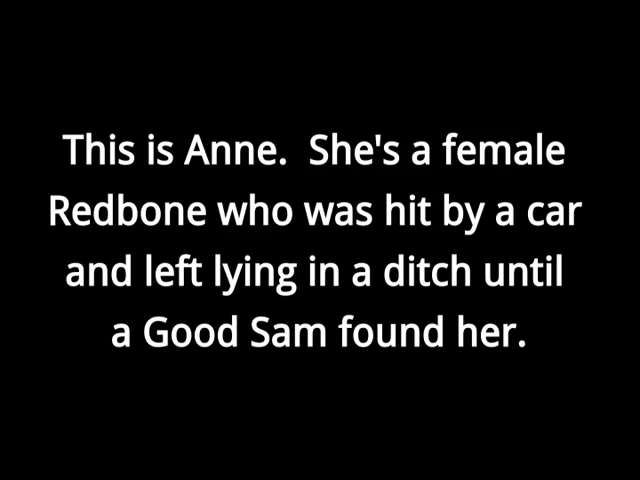 This is Anne.  She's a female
Redbone who was hit by a car
and left lying in a ditch until
a Good Sam found her.